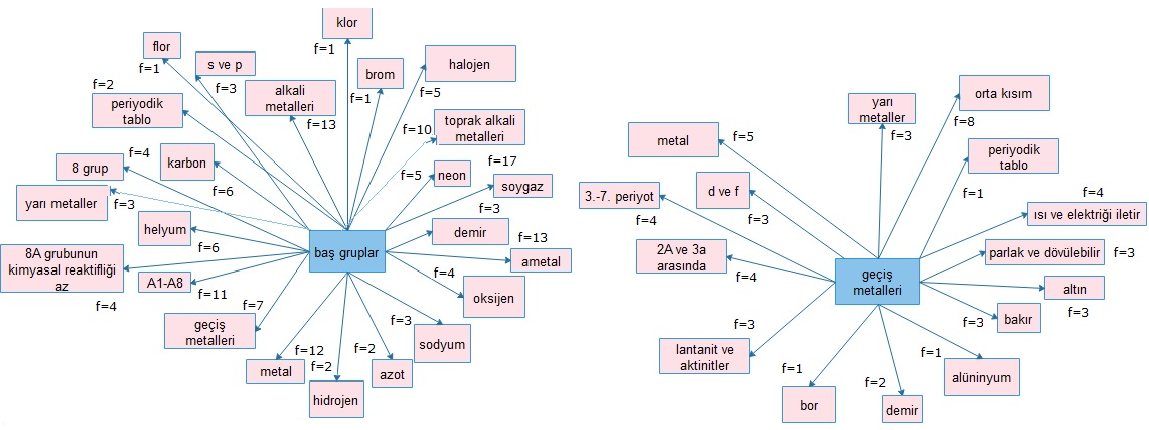 klor
f=1
flor
f=1
s ve p
f=3
brom
f=1
halojen
f=5
f=2
periyodik
tablo
alkali
metalleri
f=13
toprak alkali
metalleri
f=10
f=4
8 grup
karbon
f=6
f=17
neon
f=5
soygaz
yarı metaller
f=3
f=3
helyum
f=6
demir
f=13
ametal
8A grubunun
kimyasal reaktifliği
az
f=4
baş gruplar
A1-A8
f=11
f=4
oksijen
f=7
geçiş
metalleri
f=3
sodyum
f=12
metal
f=2
hidrojen
f=2
azot
orta kısım
f=8
yarı
metaller
f=3
metal
f=5
periyodik
tablo
f=1
3.-7. periyot
f=4
d ve f
f=3
f=4
ısı ve elektriği iletir
2A ve 3a
arasında
f=4
parlak ve dövülebilir
f=3
geçiş
metalleri
altın
f=3
f=3
bakır
f=3
lantanit ve
aktinitler
f=1
alüninyum
f=1
bor
f=2
demir